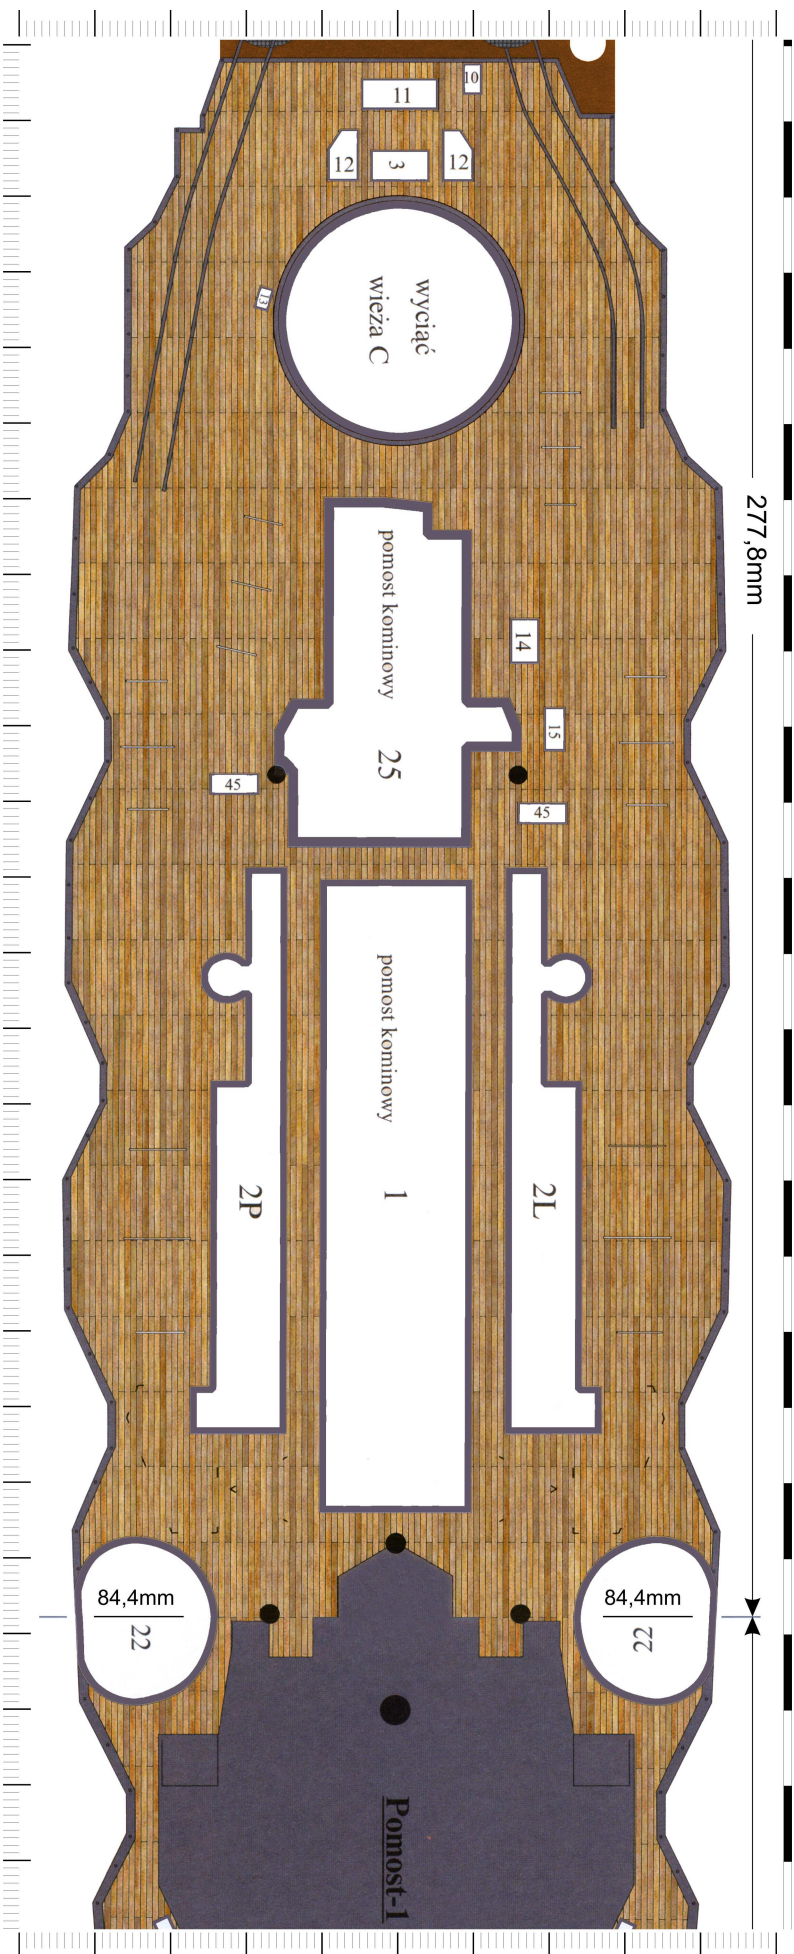 10
11
12
3
12
13
wyciąć
wieża C
277,8mm
pomost kominowy
25
14
15
45
45
pomost kominowy
1
2P
2L
84,4mm
22
84,4mm
22
Pomost-1